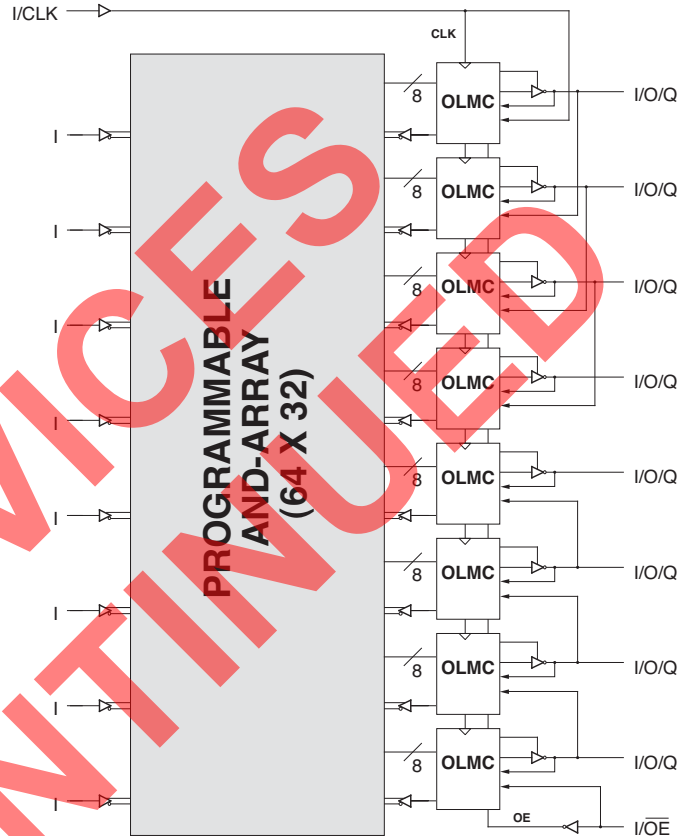 I/CLK
CLK
8
OLMC
I/O/Q
I
8
OLMC
I/O/Q
I
8
OLMC
I/O/Q
I
8
OLMC
I/O/Q
I
8
OLMC
I/O/Q
I
8
OLMC
I/O/Q
I
8
OLMC
I/O/Q
I
8
OLMC
I/O/Q
I
OE
I/O̅E̅
PROGRAMMABLE
AND-ARRAY
(64 X 32)
VICES
NTINUED